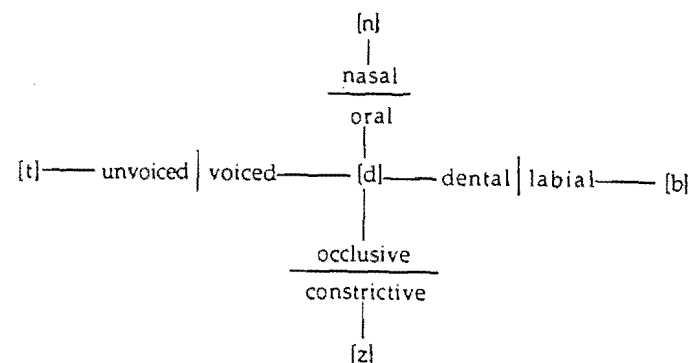 [n]
nasal
oral
[t] unvoiced voiced [d] dental labial [b]
occlusive
constrictive
[z]